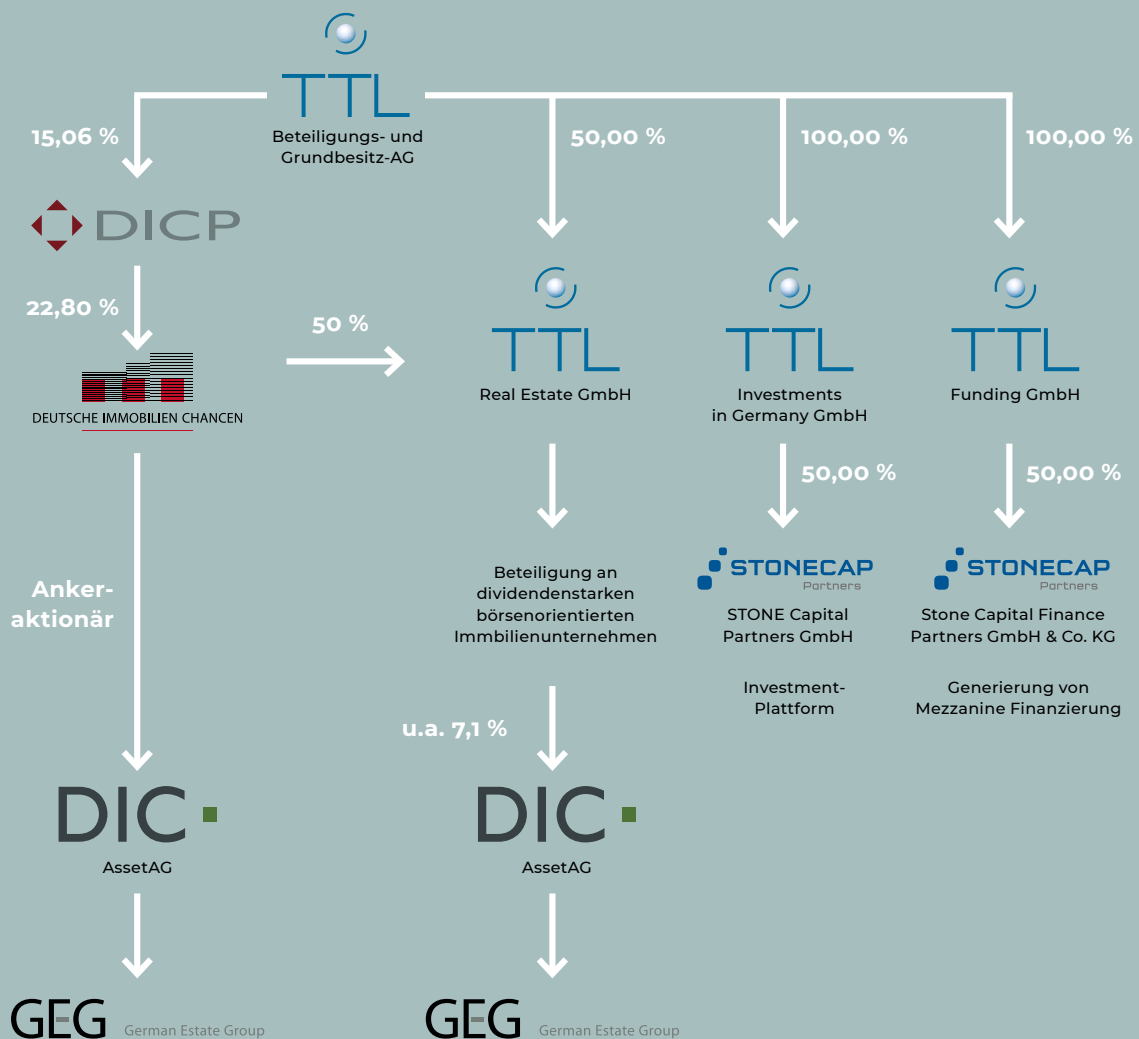 TTL
Beteiligungs- und
Grundbesitz-AG
15,06 %
50,00 %
100,00 %
100,00 %
DICP
22,80 %
50 %
DEUTSCHE IMMOBILIEN CHANCEN
TTL
Real Estate GmbH
TTL
Investments
in Germany GmbH
TTL
Funding GmbH
50,00 %
50,00 %
Anker-
aktionär
Beteiligung an
dividendenstarken
börsenorientierten
Immbilienunternehmen
STONECAP
Partners
STONE Capital
Partners GmbH
Investment-
Plattform
STONECAP
Partners
Stone Capital Finance
Partners GmbH & Co. KG
Generierung von
Mezzanine Finanzierung
u.a. 7,1 %
DIC
AssetAG
DIC
AssetAG
GEG German Estate Group
GEG German Estate Group